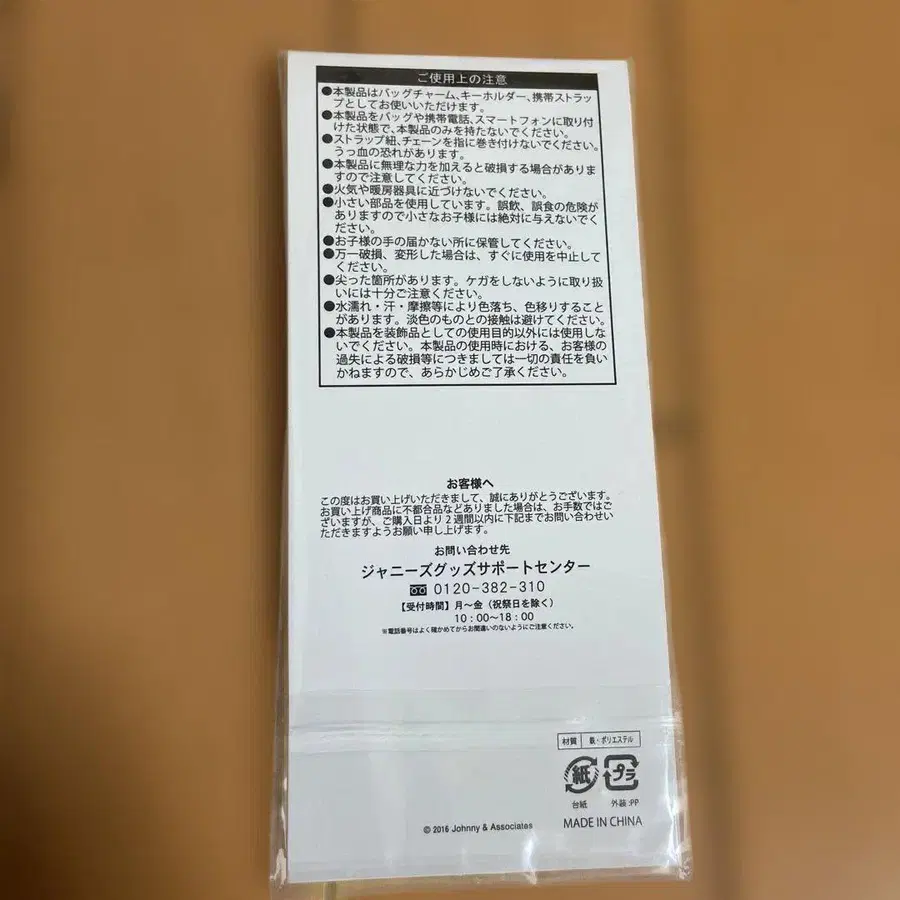 ご使用上の注意
●本製品はバッグチャーム、キーホルダー、携帯ストラッ
プとしてお使いいただけます。
●本製品をバッグや携帯電話、スマートフォンに取り付
けた状態で、本製品のみを持たないでください。
●ストラップ紐、チェーンを指に巻き付けないでください。
うっ血の恐れがあります。
●本製品に無理な力を加えると破損する場合がありま
すので注意してください。
●火気や暖房器具に近づけないでください。
●小さい部品を使用しています。誤飲、誤食の危険が
ありますので小さなお子様には絶対に与えないでく
ださい。
●お子様の手の届かない所に保管してください。
●万一破損、変形した場合は、すぐに使用を中止して
ください。
●尖った箇所があります。ケガをしないように取り扱
いには十分ご注意ください。
●水濡れ・汗・摩擦等により色落ち、色移りすること
があります。淡色のものとの接触は避けてください。
●本製品を装飾品としての使用目的以外には使用しな
いでください。本製品の使用時における、お客様の
過失による破損等につきましては一切の責任を負い
かねますので、あらかじめご了承ください。
お客様へ
この度はお買い上げいただきまして、誠にありがとうございます。
お買い上げ商品に不都合品などありました場合は、お手数ではご
ざいますが、ご購入日より2週間以内に下記までお問い合わせい
ただきますようお願い申し上げます。
お問い合わせ先
ジャニーズグッズサポートセンター
0120-382-310
【受付時間】月〜金（祝祭日を除く）
10：00〜18：00
※電話番号はよく確かめてからお間違いのないようにご注意ください。
材質 鉄・ポリエステル
紙 プラ
台紙 外装:PP
© 2016 Johnny & Associates MADE IN CHINA